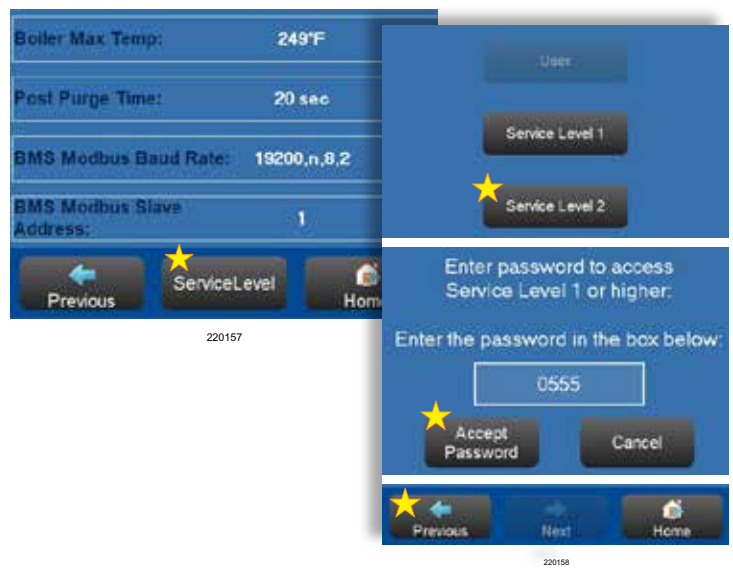 Boiler Max Temp: 249°F
Post Purge Time: 20 sec
BMS Modbus Baud Rate: 19200,n,8,2
BMS Modbus Slave
Address: 1
Previous
ServiceLevel
Hom
220157
User
Service Level 1
Service Level 2
Enter password to access
Service Level 1 or higher:
Enter the password in the box below:
0555
Accept
Password
Cancel
Previous
Next
Home
220158